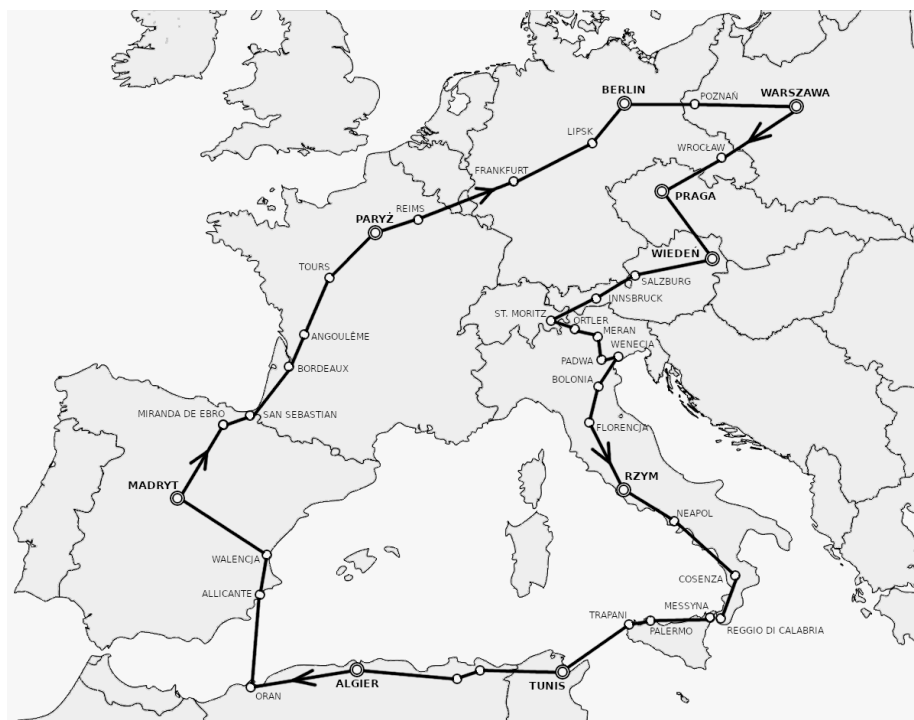 BERLIN
POZNAŃ
WARSZAWA
LIPSK
WROCŁAW
FRANKFURT
PRAGA
REIMS
PARYŻ
WIEDEŃ
TOURS
SALZBURG
INNSBRUCK
ST. MORITZ
ORTLER
ANGOULÊME
MERAN
WENECJA
PADWA
BORDEAUX
BOLONIA
MIRANDA DE EBRO
SAN SEBASTIAN
FLORENCJA
MADRYT
RZYM
NEAPOL
WALENCJA
COSENZA
ALLICANTE
MESSYNA
TRAPANI
PALERMO
REGGIO DI CALABRIA
ALGIER
TUNIS
ORAN